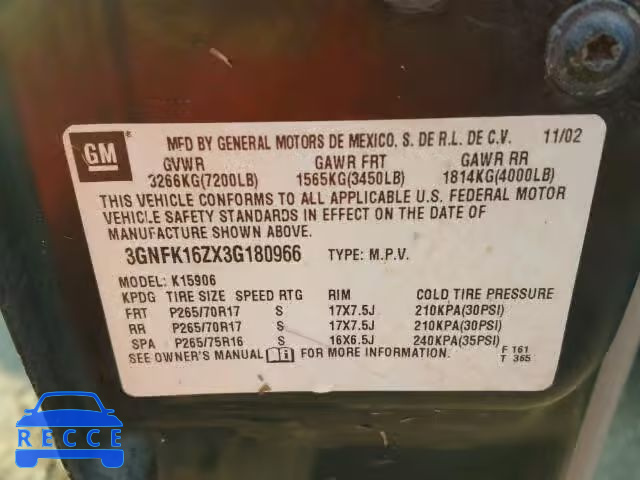 GM ® MFD BY GENERAL MOTORS DE MEXICO, S. DE R.L. DE C.V. 11/02
GVWR GAWR FRT GAWR RR
3266KG(7200LB) 1565KG(3450LB) 1814KG(4000LB)
THIS VEHICLE CONFORMS TO ALL APPLICABLE U.S. FEDERAL MOTOR
VEHICLE SAFETY STANDARDS IN EFFECT ON THE DATE OF
MANUFACTURE SHOWN ABOVE.
3GNFK16ZX3G180966 TYPE: M.P.V.
MODEL: K15906
KPDG TIRE SIZE SPEED RTG RIM COLD TIRE PRESSURE
FRT P265/70R17 S 17X7.5J 210KPA(30PSI)
RR P265/70R17 S 17X7.5J 210KPA(30PSI)
SPA P265/75R16 S 16X6.5J 240KPA(35PSI)
SEE OWNER'S MANUAL FOR MORE INFORMATION. F 161
T 365
RECCE